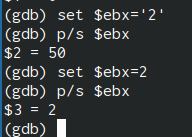 (gdb) set $ebx='2'
(gdb) p/s $ebx
$2 = 50
(gdb) set $ebx=2
(gdb) p/s $ebx
$3 = 2
(gdb)